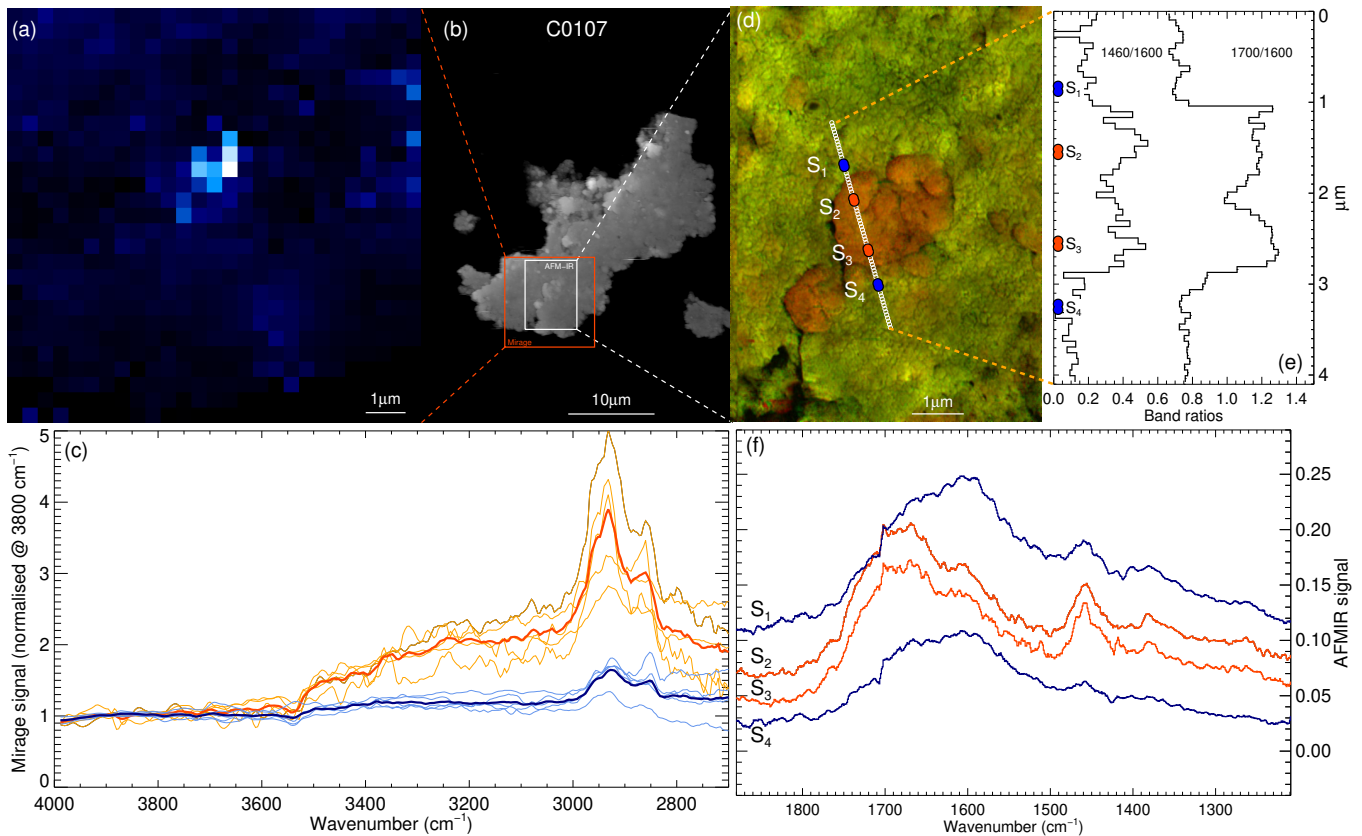 (a)
1μm
(b)
C0107
AFM-IR
Mirage
10μm
(d)
S1
S2
S3
S4
1μm
1460/1600
1700/1600
S1
S2
S3
S4
0
1
2
3
4
μm
(e)
0.0 0.2 0.4 0.6 0.8 1.0 1.2 1.4
Band ratios
(c)
5
4
3
2
1
0
Mirage signal (normalised @ 3800 cm⁻¹)
4000 3800 3600 3400 3200 3000 2800
Wavenumber (cm⁻¹)
(f)
S1
S2
S3
S4
0.25
0.20
0.15
0.10
0.05
0.00
AFMIR signal
1800 1700 1600 1500 1400 1300
Wavenumber (cm⁻¹)